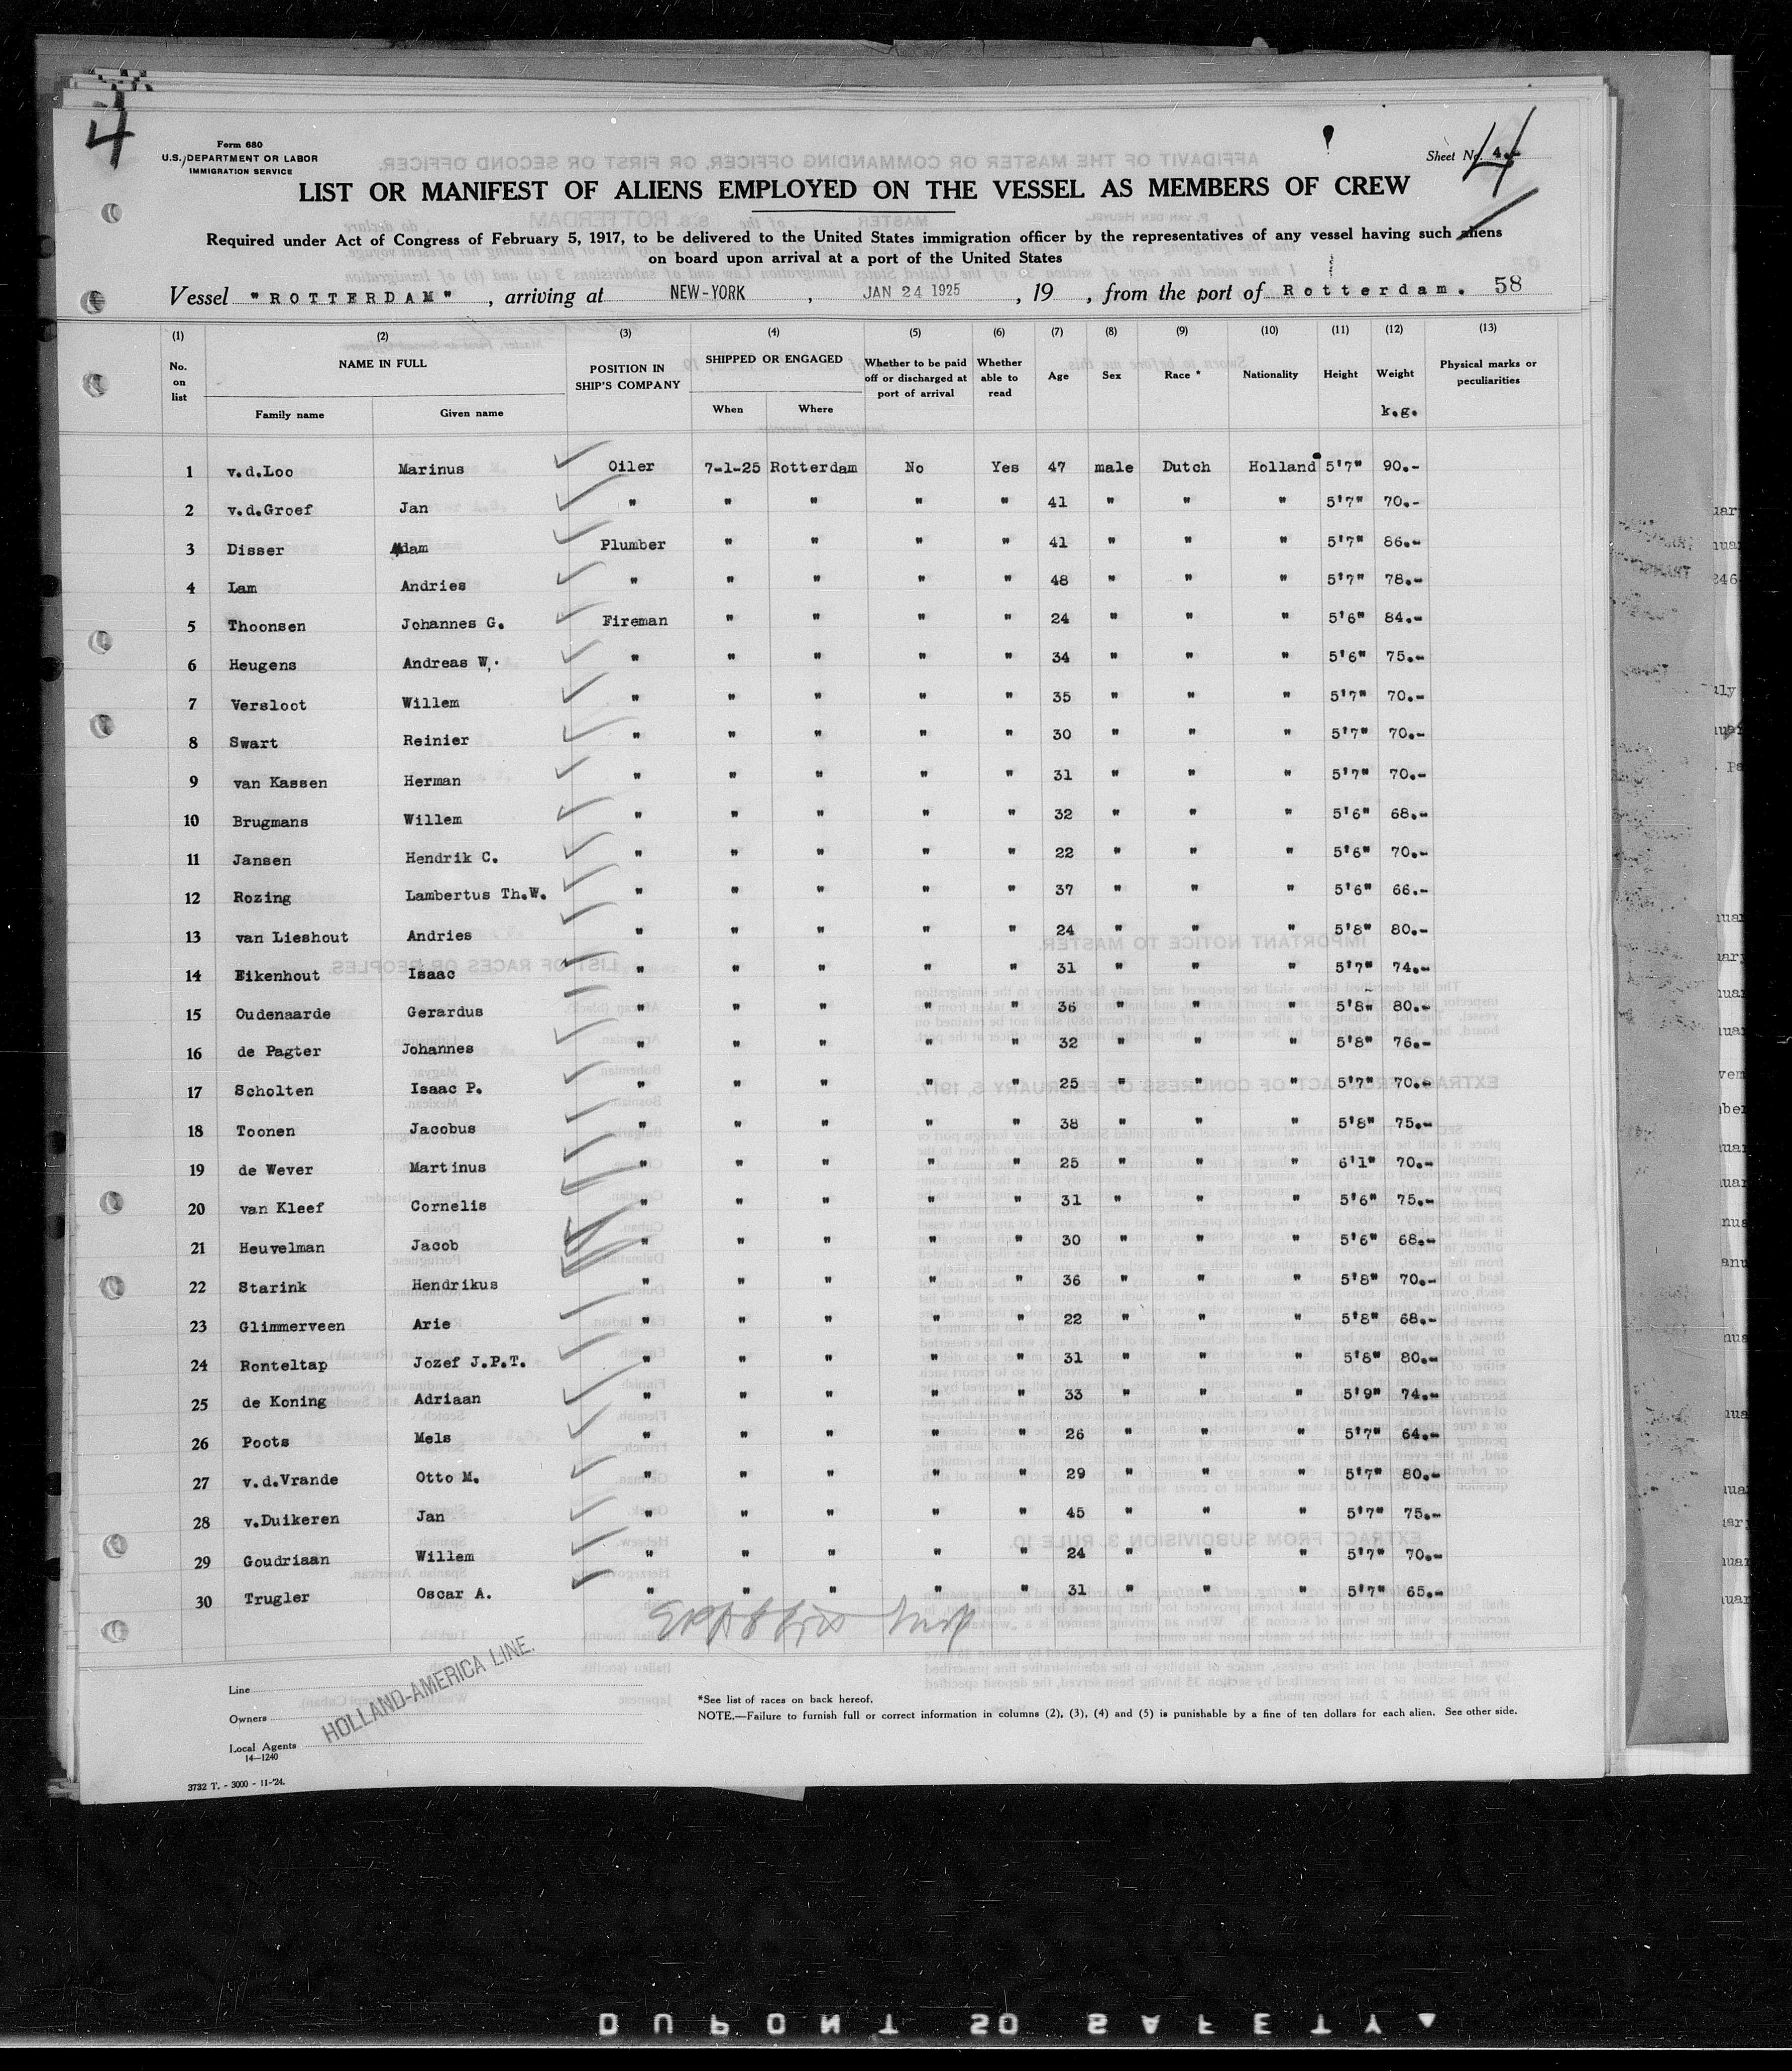 4
Form 680
U.S. DEPARTMENT OR LABOR
IMMIGRATION SERVICE
Sheet No. 4.-
4
LIST OR MANIFEST OF ALIENS EMPLOYED ON THE VESSEL AS MEMBERS OF CREW
Required under Act of Congress of February 5, 1917, to be delivered to the United States immigration officer by the representatives of any vessel having such aliens
on board upon arrival at a port of the United States
Vessel "ROTTERDAM", arriving at NEW-YORK, JAN 24 1925, 19 , from the port of Rotterdam. 58
(1) (2) (3) (4) (5) (6) (7) (8) (9) (10) (11) (12) (13)
No. on list NAME IN FULL POSITION IN SHIP'S COMPANY SHIPPED OR ENGAGED Whether to be paid off or discharged at port of arrival Whether able to read Age Sex Race * Nationality Height Weight Physical marks or peculiarities
Family name Given name When Where k.g.
1 v.d.Loo Marinus Oiler 7-1-25 Rotterdam No Yes 47 male Dutch Holland 5'7" 90.-
2 v.d.Groef Jan " " " " " 41 " " " 5'7" 70.-
3 Disser Adam Plumber " " " " 41 " " " 5'7" 86.-
4 Lam Andries " " " " " 48 " " " 5'7" 78.-
5 Thoonsen Johannes G. Fireman " " " " 24 " " " 5'6" 84.-
6 Heugens Andreas W. " " " " " 34 " " " 5'6" 75.-
7 Versloot Willem " " " " " 35 " " " 5'7" 70.-
8 Swart Reinier " " " " " 30 " " " 5'7" 70.-
9 van Kassen Herman " " " " " 31 " " " 5'7" 70.-
10 Brugmans Willem " " " " " 32 " " " 5'6" 68.-
11 Jansen Hendrik C. " " " " " 22 " " " 5'6" 70.-
12 Rozing Lambertus Th.W. " " " " " 37 " " " 5'6" 66.-
13 van Lieshout Andries " " " " " 24 " " " 5'8" 80.-
14 Eikenhout Isaac " " " " " 31 " " " 5'7" 74.-
15 Oudenaarde Gerardus " " " " " 36 " " " 5'8" 80.-
16 de Pagter Johannes " " " " " 32 " " " 5'8" 76.-
17 Scholten Isaac P. " " " " " 25 " " " 5'7" 70.-
18 Toonen Jacobus " " " " " 38 " " " 5'8" 75.-
19 de Wever Martinus " " " " " 25 " " " 6'1" 70.-
20 van Kleef Cornelis " " " " " 31 " " " 5'6" 75.-
21 Heuvelman Jacob " " " " " 30 " " " 5'6" 68.-
22 Starink Hendrikus " " " " " 36 " " " 5'8" 70.-
23 Glimmerveen Arie " " " " " 22 " " " 5'8" 68.-
24 Ronteltap Jozef J.P.T. " " " " " 31 " " " 5'8" 80.-
25 de Koning Adriaan " " " " " 33 " " " 5'9" 74.-
26 Poots Mels " " " " " 26 " " " 5'7" 64.-
27 v.d.Vrande Otto M. " " " " " 29 " " " 5'7" 80.-
28 v.Duikeren Jan " " " " " 45 " " " 5'7" 75.-
29 Goudriaan Willem " " " " " 24 " " " 5'7" 70.-
30 Trugler Oscar A. " " " " " 31 " " " 5'7" 65.-
Line
Owners
Local Agents
HOLLAND-AMERICA LINE.
14-1240
*See list of races on back hereof.
NOTE.—Failure to furnish full or correct information in columns (2), (3), (4) and (5) is punishable by a fine of ten dollars for each alien. See other side.
3732 T. - 3000 - 11-'24.
DUPONT 50 SAFETY